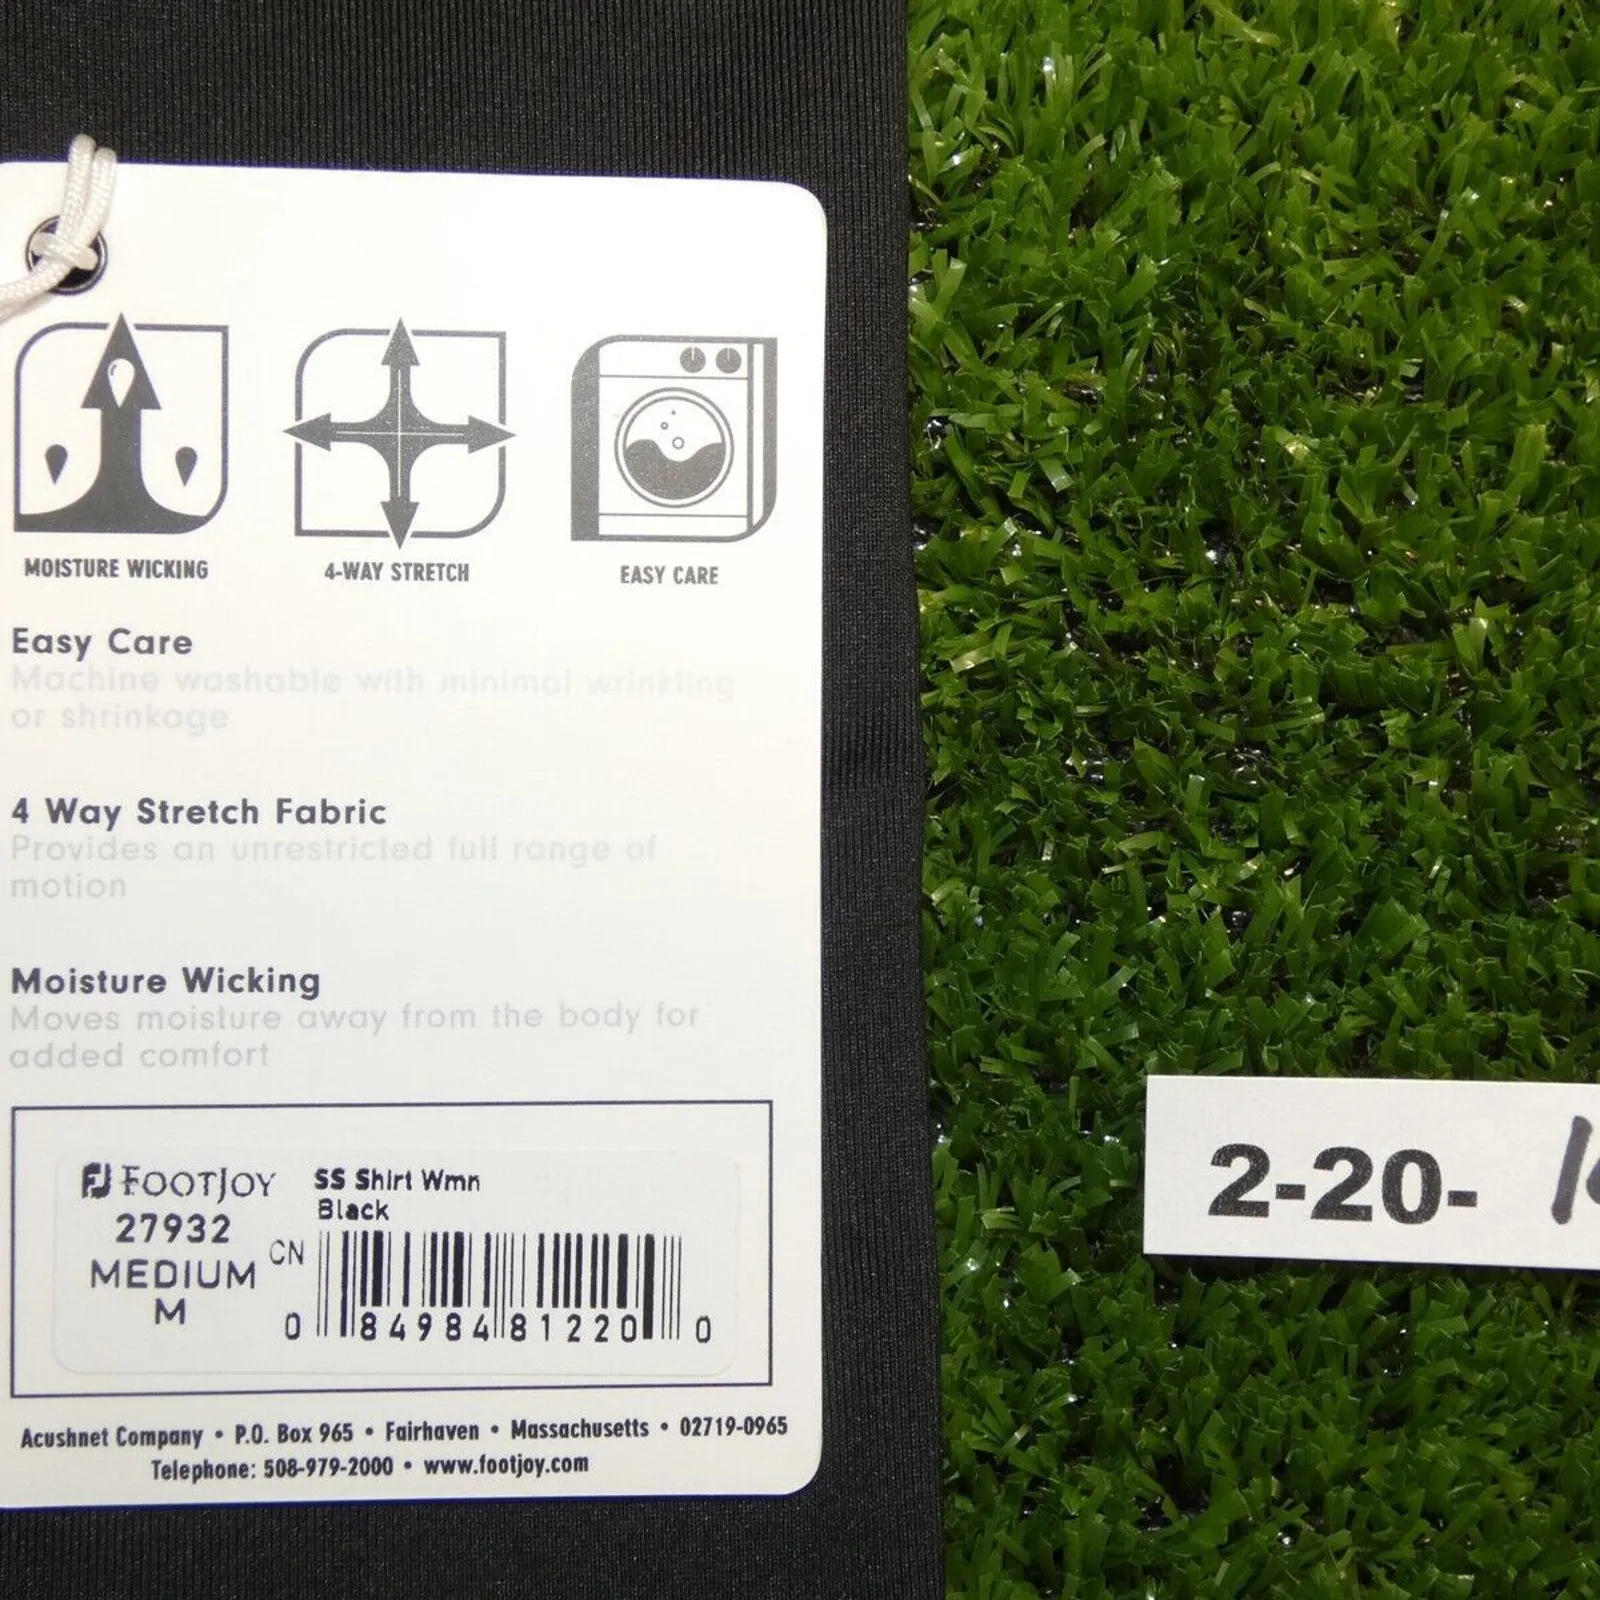 MOISTURE WICKING
4-WAY STRETCH
EASY CARE
Easy Care
Machine washable with minimal wrinkling
or shrinkage
4 Way Stretch Fabric
Provides an unrestricted full range of
motion
Moisture Wicking
Moves moisture away from the body for
added comfort
FJ FOOTJOY
27932
MEDIUM
M
SS Shirt Wmn
Black
CN
0 84984 81220 0
Acushnet Company • P.O. Box 965 • Fairhaven • Massachusetts • 02719-0965
Telephone: 508-979-2000 • www.footjoy.com
2-20-